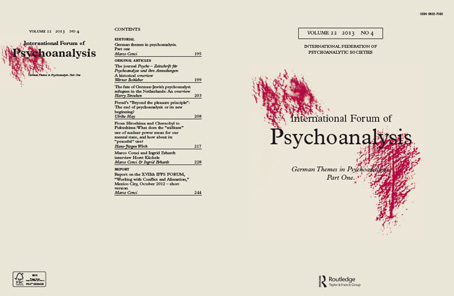 VOLUME 22 2013 NO 4
International Forum of
Psychoanalysis
German Themes in Psychoanalysis. Part One.
CONTENTS
EDITORIAL
German themes in psychoanalysis.
Part one
Marco Conci 195
ORIGINAL ARTICLES
The journal Psyche – Zeitschrift für
Psychoanalyse und ihre Anwendungen
A historical overview
Werner Bohleber 199
The fate of German-Jewish psychoanalyst
refugees in the Netherlands: An overview
Harry Stroeken 203
Freud's "Beyond the pleasure principle":
The end of psychoanalysis or its new
beginning?
Ulrike May 208
From Hiroshima and Chernobyl to
Fukushima: What does the "militant"
use of nuclear power mean for our
mental state, and how about its
"peaceful" use?
Hans-Jürgen Wirth 217
Marco Conci and Ingrid Erhardt
interview Horst Kächele
Marco Conci & Ingrid Erhardt 228
REPORT
Report on the XVIIth IFPS FORUM,
"Working with Conflict and Alienation,"
Mexico City, October 2012 – short
version
Marco Conci 244
VOLUME 22 2013 NO 4
INTERNATIONAL FEDERATION OF
PSYCHOANALYTIC SOCIETIES
International Forum of
Psychoanalysis
German Themes in Psychoanalysis
Part One.
Routledge
Taylor & Francis Group
FSC